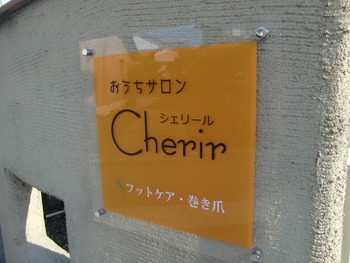 おうちサロン
シェリール
Cherir
フットケア・巻き爪